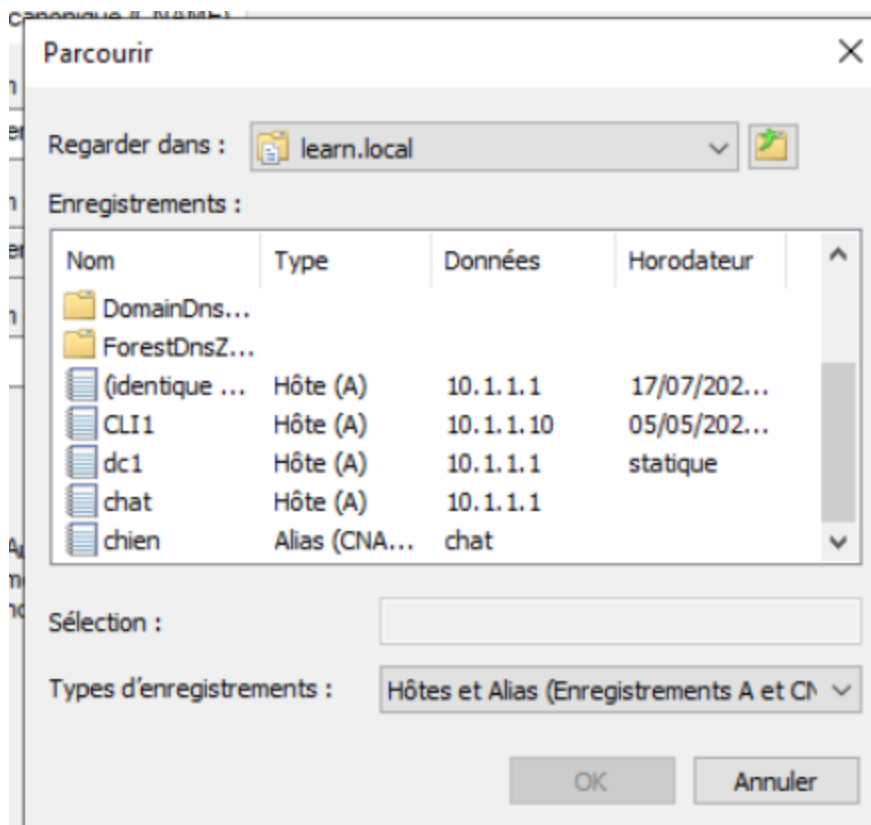 canonique (CNAME)
Parcourir
Regarder dans :
learn.local
Enregistrements :
Nom Type Données Horodateur
DomainDns...
ForestDnsZ...
(identique ... Hôte (A) 10.1.1.1 17/07/202...
CLI1 Hôte (A) 10.1.1.10 05/05/202...
dc1 Hôte (A) 10.1.1.1 statique
chat Hôte (A) 10.1.1.1
chien Alias (CNA... chat
Sélection :
Types d'enregistrements : Hôtes et Alias (Enregistrements A et CN
OK Annuler